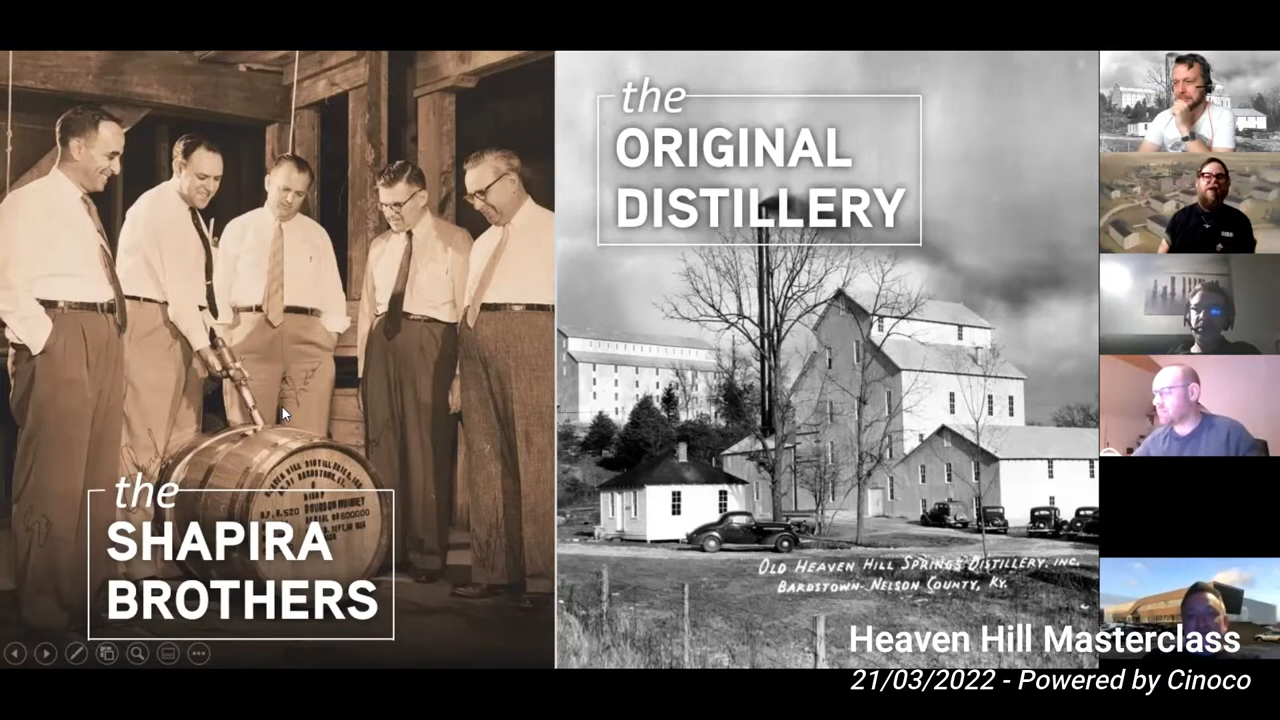 the
SHAPIRA
BROTHERS
the
ORIGINAL
DISTILLERY
OLD HEAVEN HILL SPRINGS DISTILLERY, INC.
BARDSTOWN - NELSON COUNTY, KY.
Heaven Hill Masterclass
21/03/2022 - Powered by Cinoco